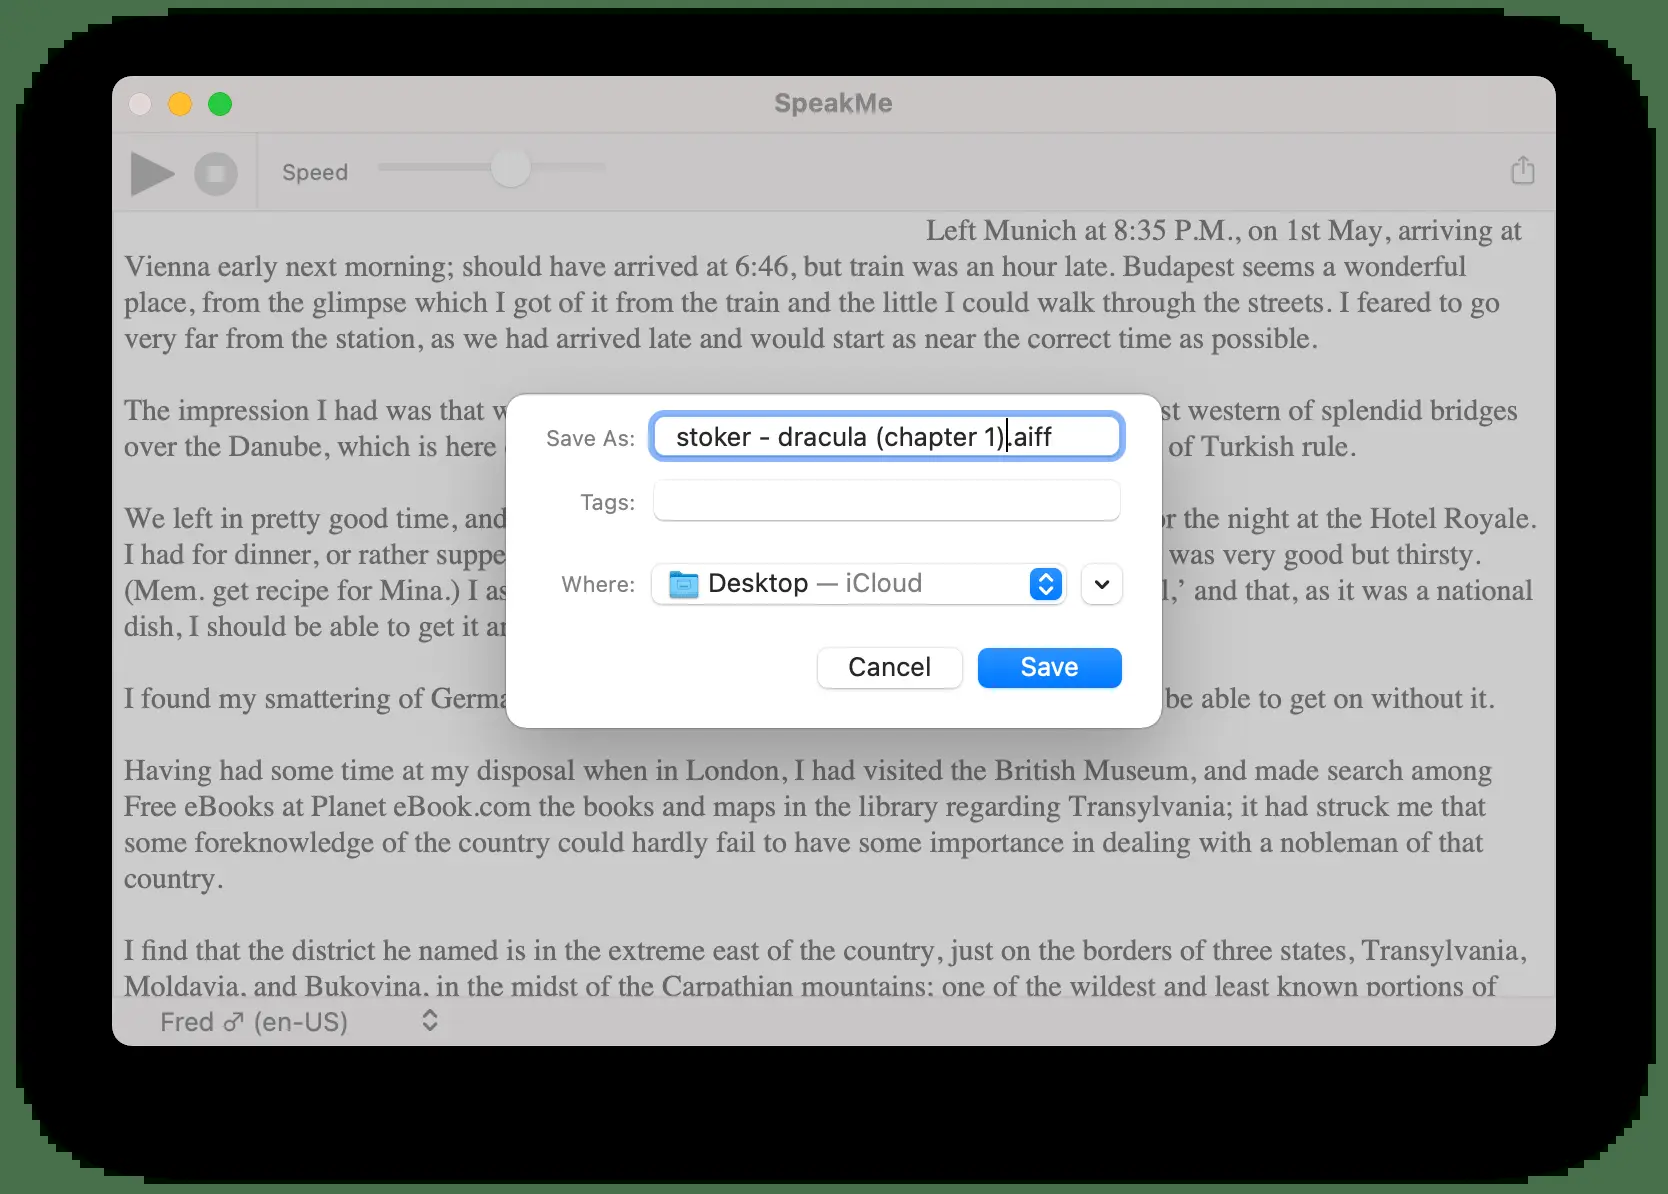 SpeakMe
Speed
Left Munich at 8:35 P.M., on 1st May, arriving at
Vienna early next morning; should have arrived at 6:46, but train was an hour late. Budapest seems a wonderful
place, from the glimpse which I got of it from the train and the little I could walk through the streets. I feared to go
very far from the station, as we had arrived late and would start as near the correct time as possible.
The impression I had was that
st western of splendid bridges
over the Danube, which is here
of Turkish rule.
We left in pretty good time, and
the night at the Hotel Royale.
I had for dinner, or rather suppe
was very good but thirsty.
(Mem. get recipe for Mina.) I as
l,’ and that, as it was a national
dish, I should be able to get it
I found my smattering of Germa
be able to get on without it.
Having had some time at my disposal when in London, I had visited the British Museum, and made search among
Free eBooks at Planet eBook.com the books and maps in the library regarding Transylvania; it had struck me that
some foreknowledge of the country could hardly fail to have some importance in dealing with a nobleman of that
country.
I find that the district he named is in the extreme east of the country, just on the borders of three states, Transylvania,
Moldavia, and Bukovina, in the midst of the Carpathian mountains; one of the wildest and least known portions of
Save As: stoker - dracula (chapter 1).aiff
Tags:
Where: Desktop — iCloud
Cancel Save
Fred ♂ (en-US)